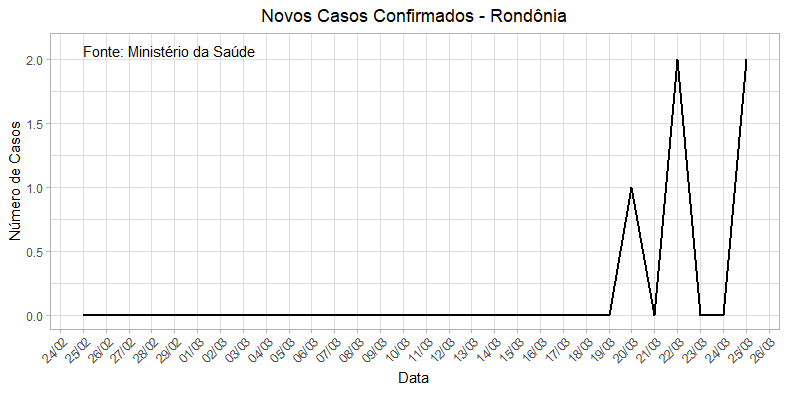 Novos Casos Confirmados - Rondônia
Fonte: Ministério da Saúde
Número de Casos
2.0
1.5
1.0
0.5
0.0
24/02 25/02 26/02 27/02 28/02 29/02 01/03 02/03 03/03 04/03 05/03 06/03 07/03 08/03 09/03 10/03 11/03 12/03 13/03 14/03 15/03 16/03 17/03 18/03 19/03 20/03 21/03 22/03 23/03 24/03 25/03 26/03
Data